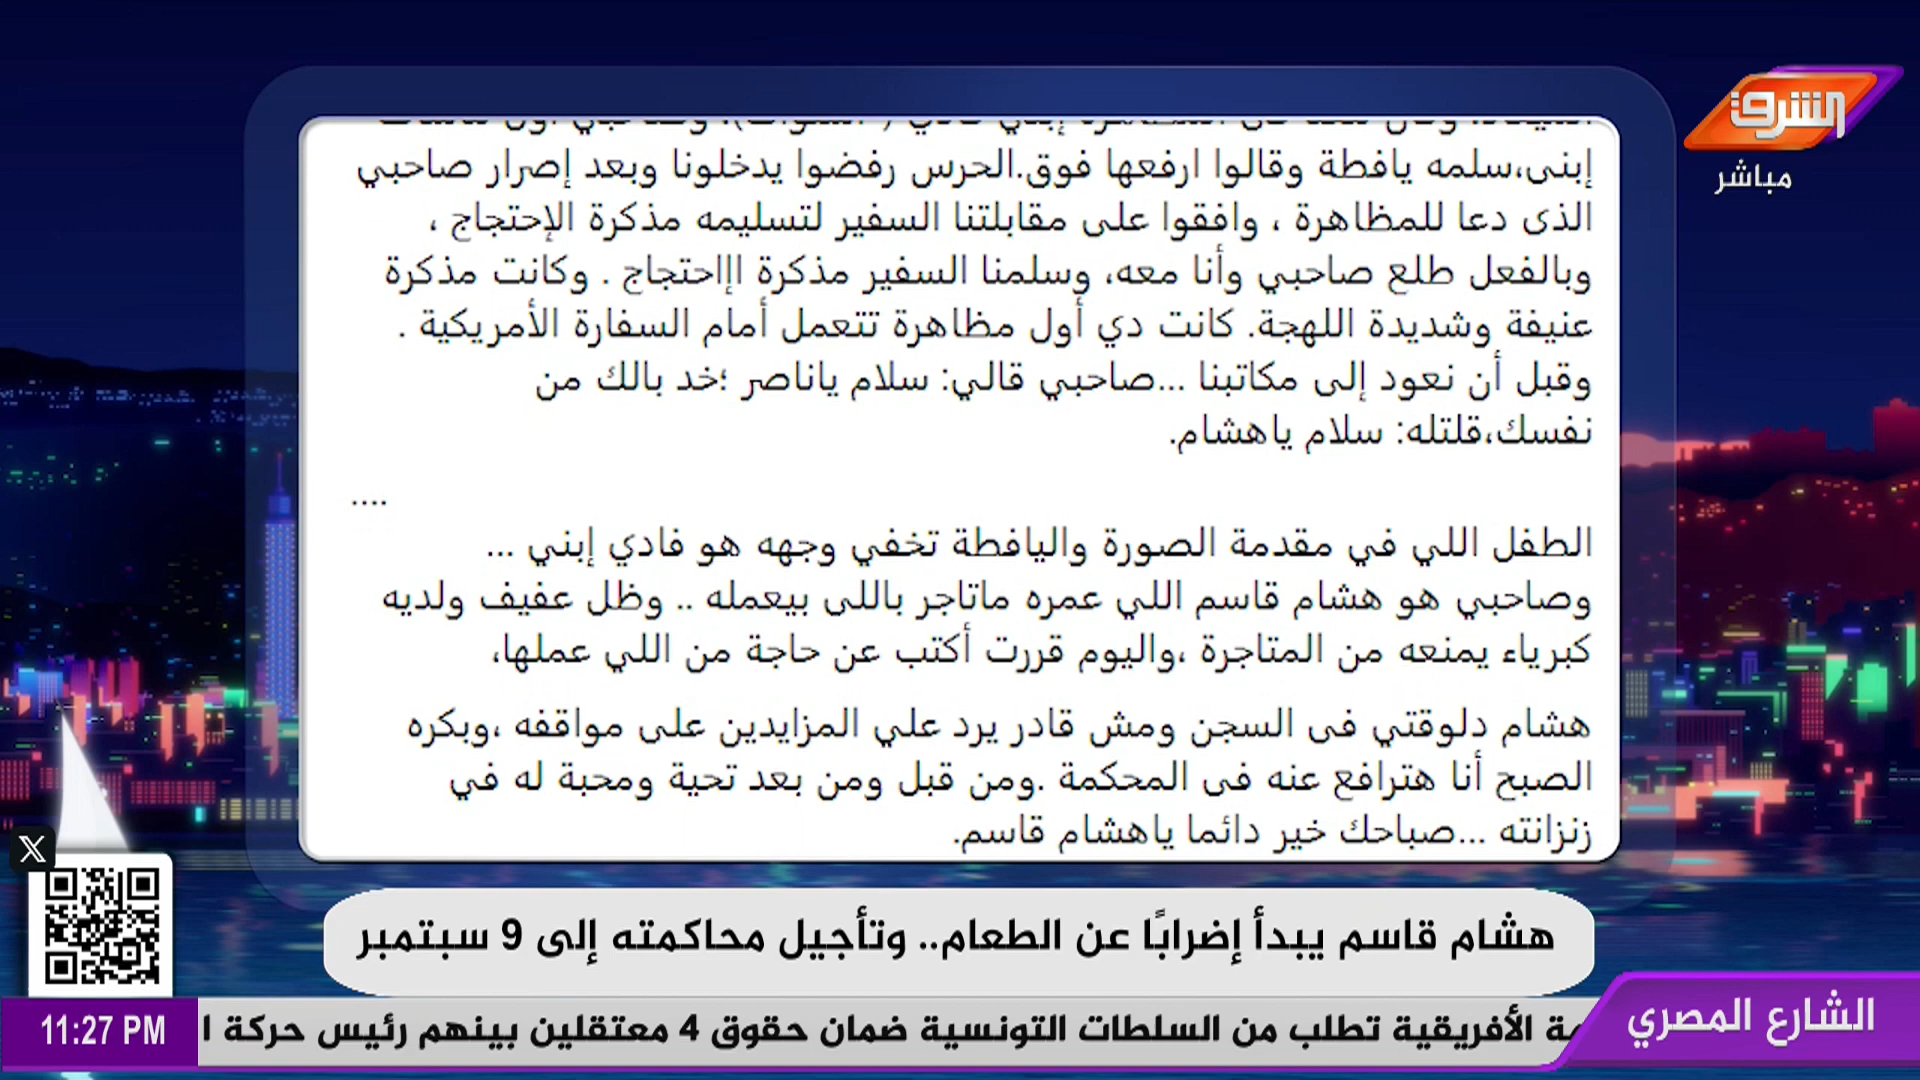 الشرق
مباشر
إبنى،سلمه يافطة وقالوا ارفعها فوق.الحرس رفضوا يدخلونا وبعد إصرار صاحبي
الذى دعا للمظاهرة ، وافقوا على مقابلتنا السفير لتسليمه مذكرة الإحتجاج ،
وبالفعل طلع صاحبي وأنا معه، وسلمنا السفير مذكرة اإاحتجاج . وكانت مذكرة
عنيفة وشديدة اللهجة. كانت دي أول مظاهرة تتعمل أمام السفارة الأمريكية .
وقبل أن نعود إلى مكاتبنا ...صاحبي قالي: سلام ياناصر ؛خد بالك من
نفسك،قلتله: سلام ياهشام.
....
الطفل اللي في مقدمة الصورة واليافطة تخفي وجهه هو فادي إبني ...
وصاحبي هو هشام قاسم اللي عمره ماتاجر باللى بيعمله .. وظل عفيف ولديه
كبرياء يمنعه من المتاجرة ،واليوم قررت أكتب عن حاجة من اللي عملها،
هشام دلوقتي فى السجن ومش قادر يرد علي المزايدين على مواقفه ،وبكره
الصبح أنا هترافع عنه فى المحكمة .ومن قبل ومن بعد تحية ومحبة له في
زنزانته ...صباحك خير دائما ياهشام قاسم.
هشام قاسم يبدأ إضرابًا عن الطعام.. وتأجيل محاكمته إلى 9 سبتمبر
الشارع المصري
مة الأفريقية تطلب من السلطات التونسية ضمان حقوق 4 معتقلين بينهم رئيس حركة ا
11:27 PM